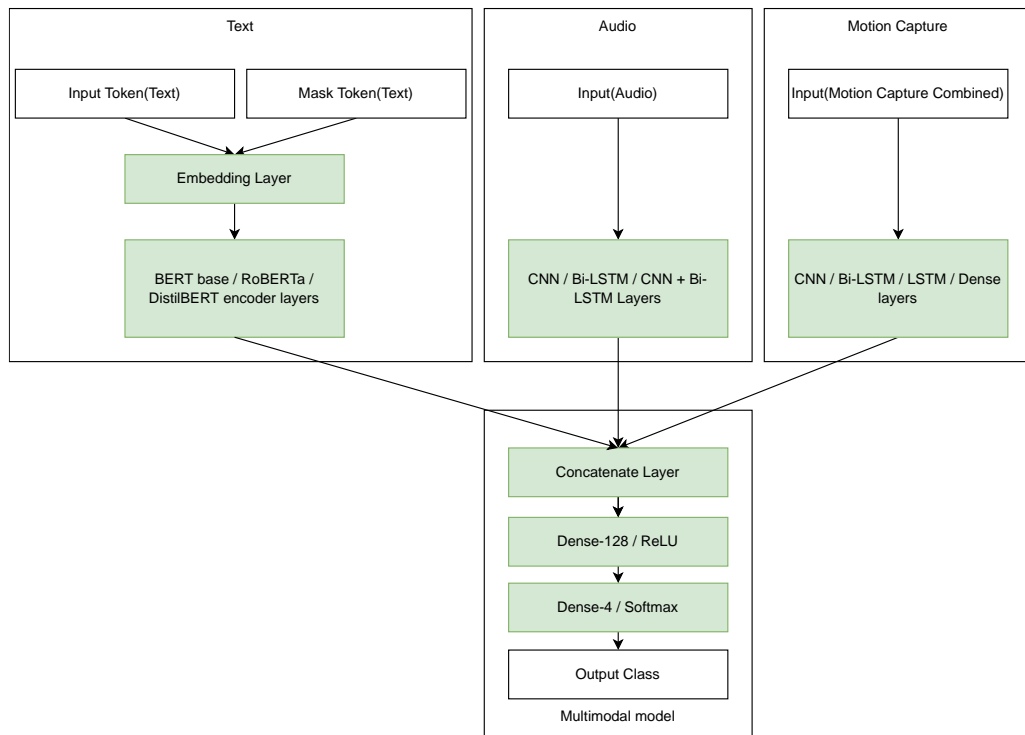 Text
Audio
Motion Capture
Input Token(Text)
Mask Token(Text)
Input(Audio)
Input(Motion Capture Combined)
Embedding Layer
BERT base / RoBERTa /
DistilBERT encoder layers
CNN / Bi-LSTM / CNN + Bi-
LSTM Layers
CNN / Bi-LSTM / LSTM / Dense
layers
Concatenate Layer
Dense-128 / ReLU
Dense-4 / Softmax
Output Class
Multimodal model